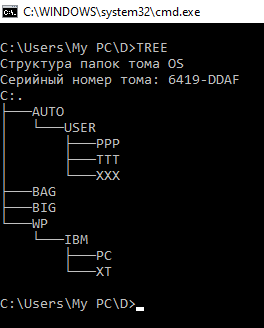 C:\WINDOWS\system32\cmd.exe
C:\Users\My PC\D>TREE
Структура папок тома OS
Серийный номер тома: 6419-DDAF
C:.
├───AUTO
│   └───USER
│       ├───PPP
│       ├───TTT
│       └───XXX
├───BAG
├───BIG
└───WP
    └───IBM
        ├───PC
        └───XT
C:\Users\My PC\D>